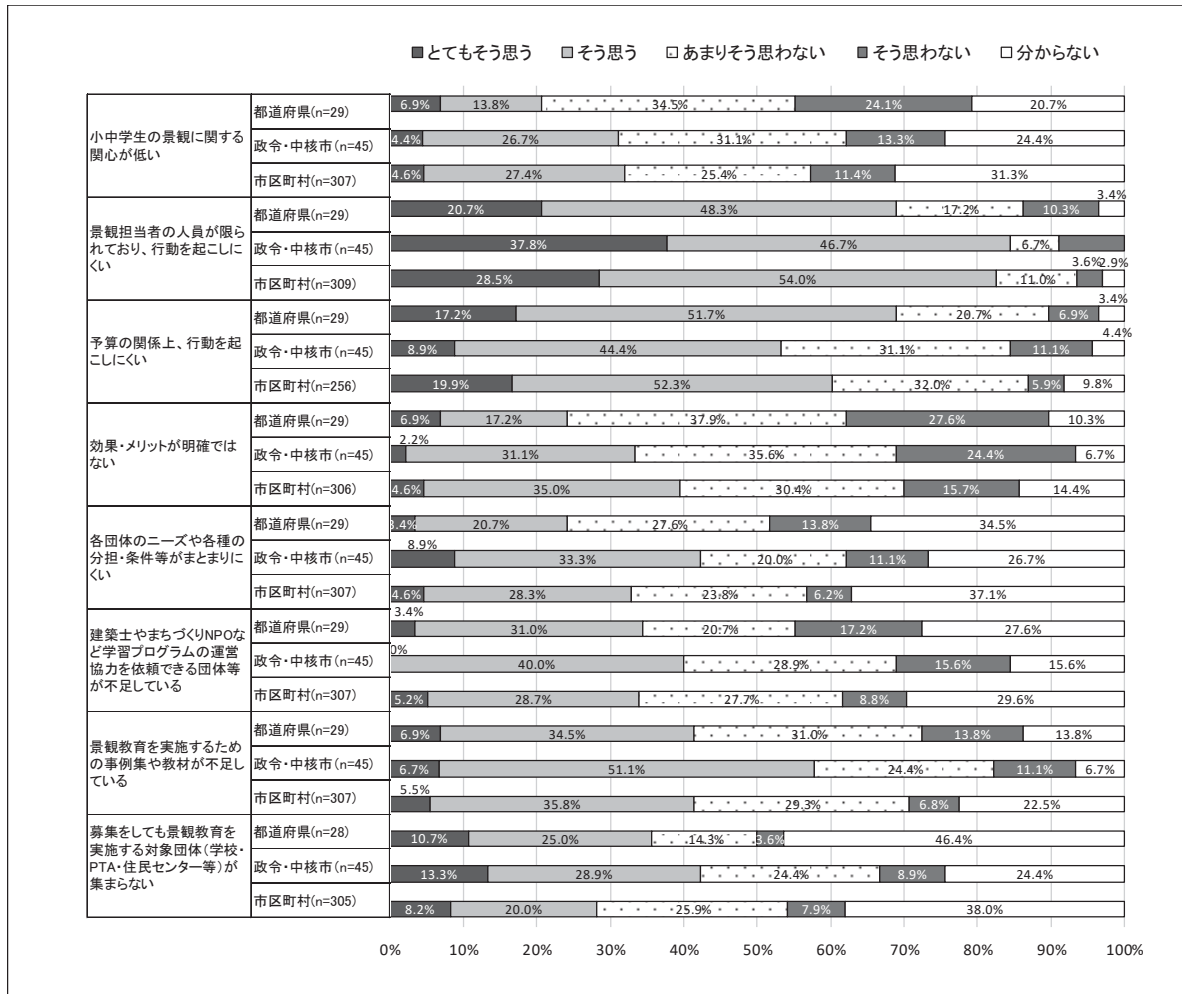 ■とてもそう思う □そう思う □あまりそう思わない ■そう思わない □分からない
小中学生の景観に関する
関心が低い
都道府県(n=29) 6.9% 13.8% 34.5% 24.1% 20.7%
政令・中核市(n=45) 4.4% 26.7% 31.1% 13.3% 24.4%
市区町村(n=307) 4.6% 27.4% 25.4% 11.4% 31.3%
景観担当者の人員が限
られており、行動を起こしに
くい
都道府県(n=29) 20.7% 48.3% 17.2% 10.3% 3.4%
政令・中核市(n=45) 37.8% 46.7% 6.7%
市区町村(n=309) 28.5% 54.0% 11.0% 3.6% 2.9%
予算の関係上、行動を起
こしにくい
都道府県(n=29) 17.2% 51.7% 20.7% 6.9% 3.4%
政令・中核市(n=45) 8.9% 44.4% 31.1% 11.1% 4.4%
市区町村(n=256) 19.9% 52.3% 32.0% 5.9% 9.8%
効果・メリットが明確では
ない
都道府県(n=29) 6.9% 17.2% 37.9% 27.6% 10.3%
政令・中核市(n=45) 2.2% 31.1% 35.6% 24.4% 6.7%
市区町村(n=306) 4.6% 35.0% 30.4% 15.7% 14.4%
各団体のニーズや各種の
分担・条件等がまとまりに
くい
都道府県(n=29) 3.4% 20.7% 27.6% 13.8% 34.5%
政令・中核市(n=45) 8.9% 33.3% 20.0% 11.1% 26.7%
市区町村(n=307) 4.6% 28.3% 23.8% 6.2% 37.1%
建築士やまちづくりNPOな
ど学習プログラムの運営
協力を依頼できる団体等
が不足している
都道府県(n=29) 3.4% 31.0% 20.7% 17.2% 27.6%
政令・中核市(n=45) 0% 40.0% 28.9% 15.6% 15.6%
市区町村(n=307) 5.2% 28.7% 27.7% 8.8% 29.6%
景観教育を実施するため
の事例集や教材が不足し
ている
都道府県(n=29) 6.9% 34.5% 31.0% 13.8% 13.8%
政令・中核市(n=45) 6.7% 51.1% 24.4% 11.1% 6.7%
市区町村(n=307) 5.5% 35.8% 29.3% 6.8% 22.5%
募集をしても景観教育を
実施する対象団体(学校・
PTA・住民センター等)が
集まらない
都道府県(n=28) 10.7% 25.0% 14.3% 3.6% 46.4%
政令・中核市(n=45) 13.3% 28.9% 24.4% 8.9% 24.4%
市区町村(n=305) 8.2% 20.0% 25.9% 7.9% 38.0%
0% 10% 20% 30% 40% 50% 60% 70% 80% 90% 100%